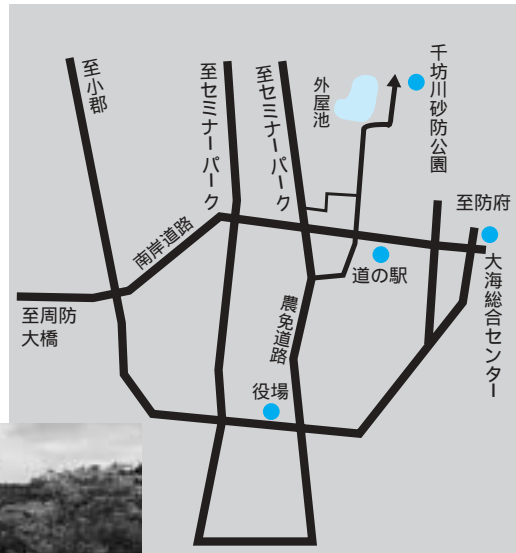 至小郡
至セミナーパーク
至セミナーパーク
外屋池
千坊川砂防公園
至防府
南岸道路
道の駅
大海総合センター
至周防
大橋
農免道路
役場